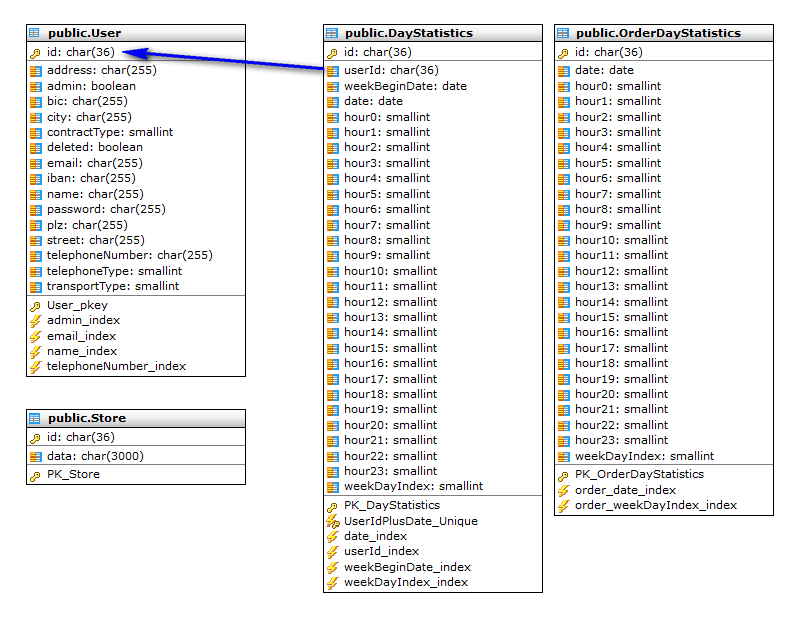 public.User
id: char(36)
address: char(255)
admin: boolean
bic: char(255)
city: char(255)
contractType: smallint
deleted: boolean
email: char(255)
iban: char(255)
name: char(255)
password: char(255)
plz: char(255)
street: char(255)
telephoneNumber: char(255)
telephoneType: smallint
transportType: smallint
User_pkey
admin_index
email_index
name_index
telephoneNumber_index
public.Store
id: char(36)
data: char(3000)
PK_Store
public.DayStatistics
id: char(36)
userId: char(36)
weekBeginDate: date
date: date
hour0: smallint
hour1: smallint
hour2: smallint
hour3: smallint
hour4: smallint
hour5: smallint
hour6: smallint
hour7: smallint
hour8: smallint
hour9: smallint
hour10: smallint
hour11: smallint
hour12: smallint
hour13: smallint
hour14: smallint
hour15: smallint
hour16: smallint
hour17: smallint
hour18: smallint
hour19: smallint
hour20: smallint
hour21: smallint
hour22: smallint
hour23: smallint
weekDayIndex: smallint
PK_DayStatistics
UserIdPlusDate_Unique
date_index
userId_index
weekBeginDate_index
weekDayIndex_index
public.OrderDayStatistics
id: char(36)
date: date
hour0: smallint
hour1: smallint
hour2: smallint
hour3: smallint
hour4: smallint
hour5: smallint
hour6: smallint
hour7: smallint
hour8: smallint
hour9: smallint
hour10: smallint
hour11: smallint
hour12: smallint
hour13: smallint
hour14: smallint
hour15: smallint
hour16: smallint
hour17: smallint
hour18: smallint
hour19: smallint
hour20: smallint
hour21: smallint
hour22: smallint
hour23: smallint
weekDayIndex: smallint
PK_OrderDayStatistics
order_date_index
order_weekDayIndex_index